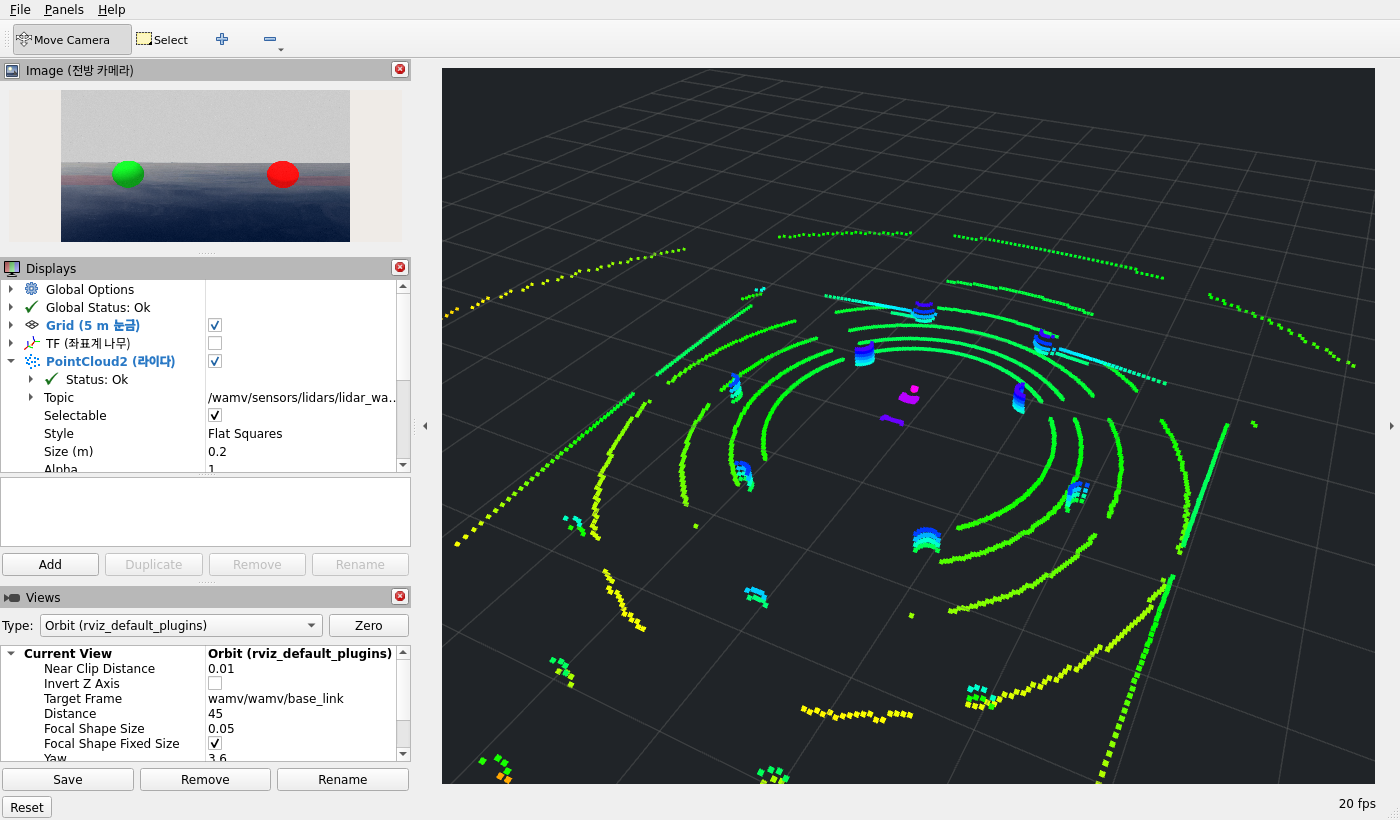 File Panels Help
Move Camera Select
Image (전방 카메라)
Displays
Global Options
Global Status: Ok
Grid (5 m 눈금)
TF (좌표계 나무)
PointCloud2 (라이다)
Status: Ok
Topic /wamv/sensors/lidars/lidar_wa...
Selectable
Style Flat Squares
Size (m) 0.2
Alpha 1
Add Duplicate Remove Rename
Views
Type: Orbit (rviz_default_plugins) Zero
Current View Orbit (rviz_default_plugins)
Near Clip Distance 0.01
Invert Z Axis
Target Frame wamv/wamv/base_link
Distance 45
Focal Shape Size 0.05
Focal Shape Fixed Size
Yaw 3.6
Save Remove Rename
Reset
20 fps